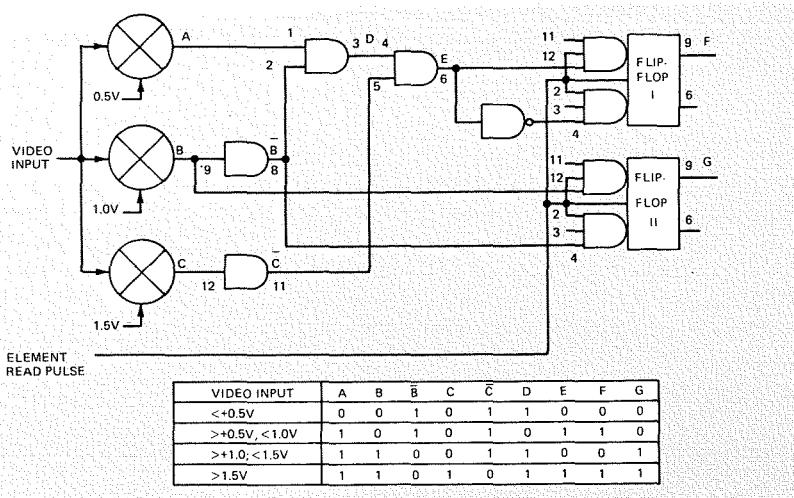 A
1
3 D 4
2
0.5V
E
6
5
11
12
2
3
4
FLIP-
FLOP
I
9 F
6
VIDEO
INPUT
B
9
B̅
8
1.0V
11
12
2
3
4
FLIP-
FLOP
II
9 G
6
C
12
C̅
11
1.5V
ELEMENT
READ PULSE
VIDEO INPUT A B B̅ C C̅ D E F G
<+0.5V 0 0 1 0 1 1 0 0 0
>+0.5V, <1.0V 1 0 1 0 1 0 1 1 0
>+1.0; <1.5V 1 1 0 0 1 1 0 0 1
>1.5V 1 1 0 1 0 1 1 1 1